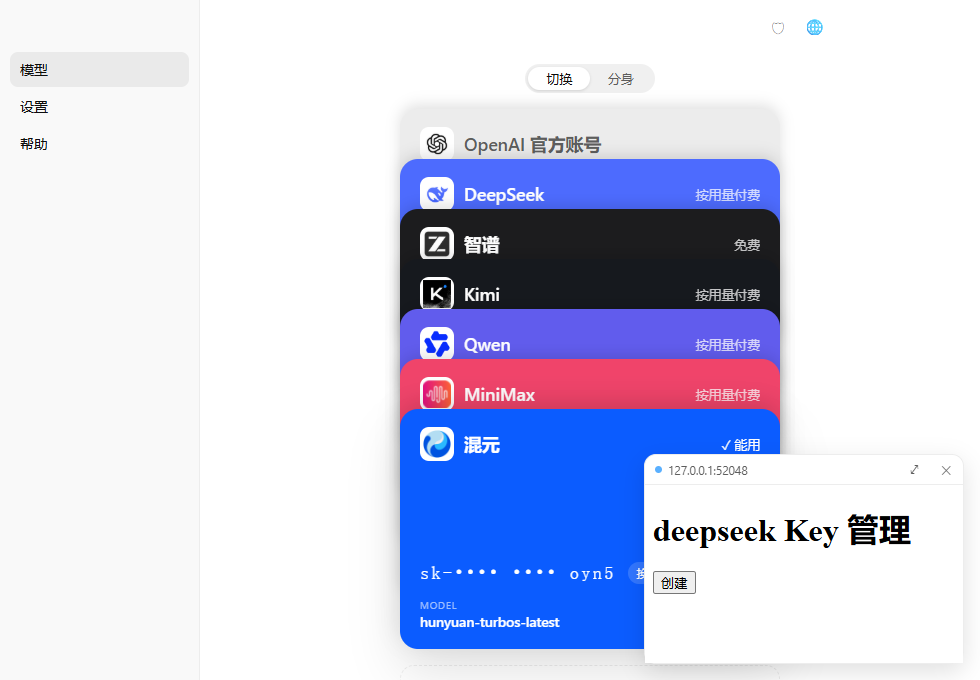 模型
设置
帮助
切换 分身
OpenAI 官方账号
DeepSeek 按用量付费
智谱 免费
Kimi 按用量付费
Qwen 按用量付费
MiniMax 按用量付费
混元 ✓ 能用
sk-•••• •••• oyn5
MODEL
hunyuan-turbos-latest
127.0.0.1:52048
deepseek Key 管理
创建